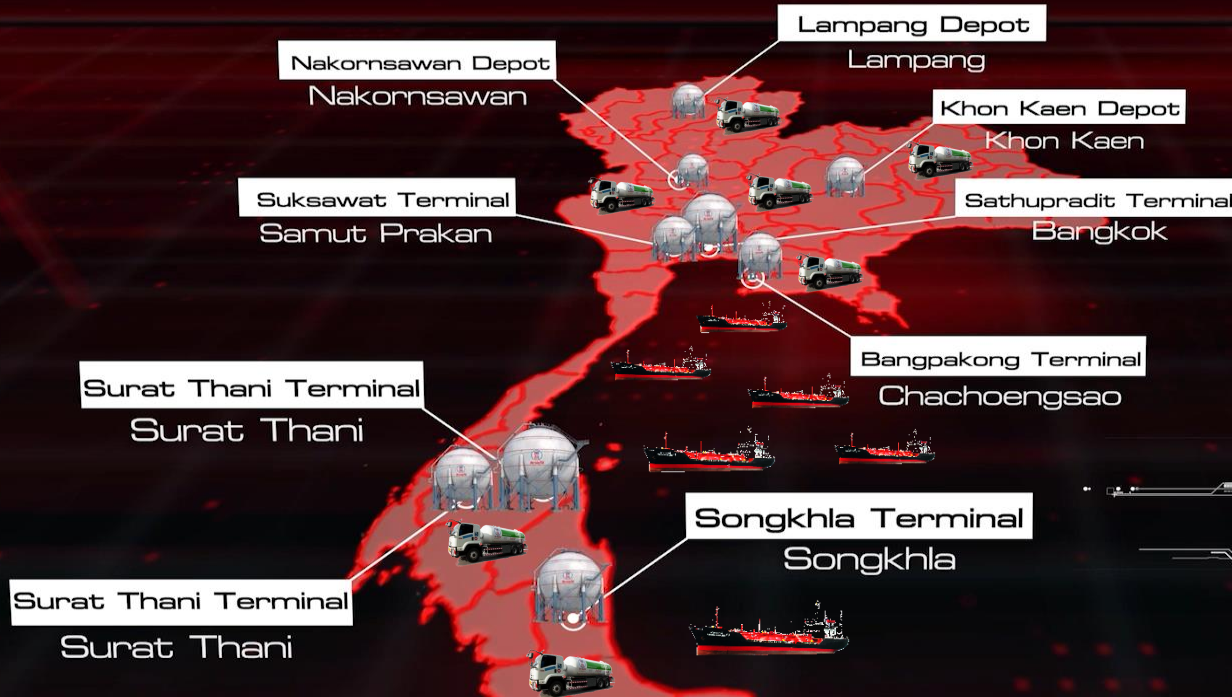 Lampang Depot
Lampang
Nakornsawan Depot
Nakornsawan
Khon Kaen Depot
Khon Kaen
Suksawat Terminal
Samut Prakan
Sathupradit Terminal
Bangkok
Bangpakong Terminal
Chachoengsao
Surat Thani Terminal
Surat Thani
Songkhla Terminal
Songkhla
Surat Thani Terminal
Surat Thani